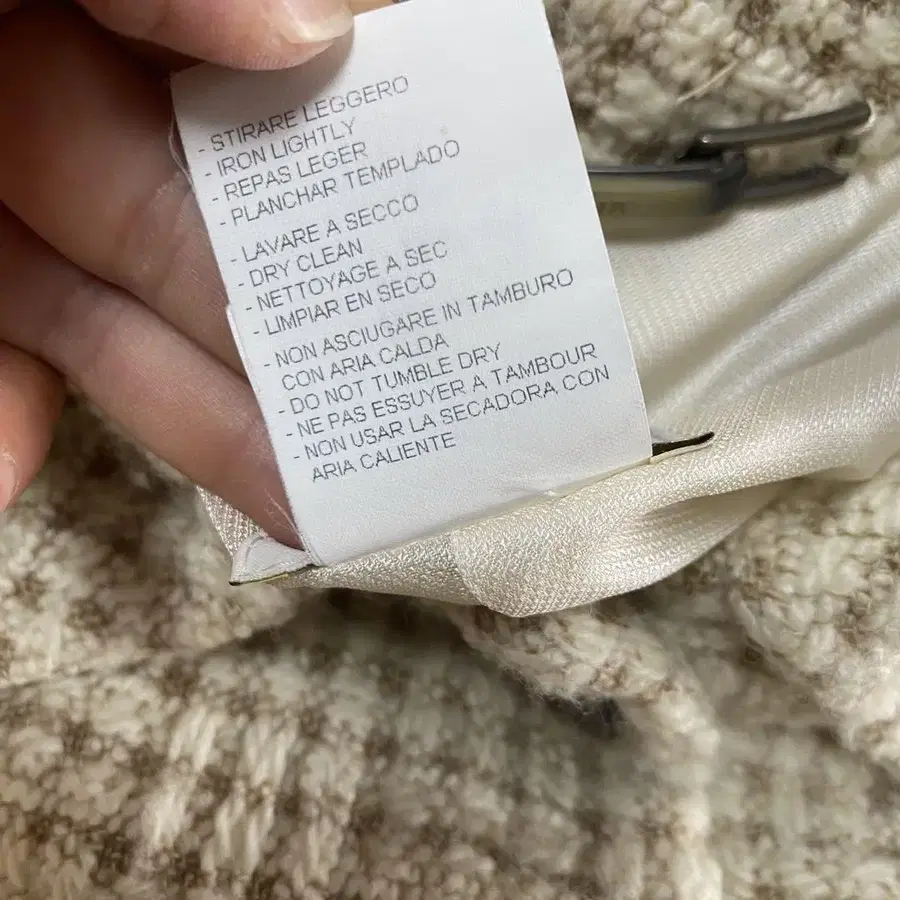 - STIRARE LEGGERO
- IRON LIGHTLY
- REPAS LEGER
- PLANCHAR TEMPLADO
- LAVARE A SECCO
- DRY CLEAN
- NETTOYAGE A SEC
- LIMPIAR EN SECO
- NON ASCIUGARE IN TAMBURO
CON ARIA CALDA
- DO NOT TUMBLE DRY
- NE PAS ESSUYER A TAMBOUR
- NON USAR LA SECADORA CON
ARIA CALIENTE